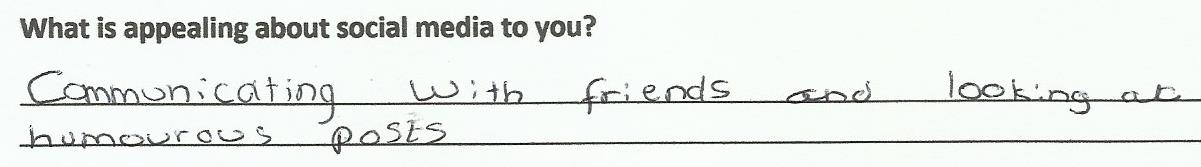 What is appealing about social media to you?
Communicating with friends and looking at
humourous posts